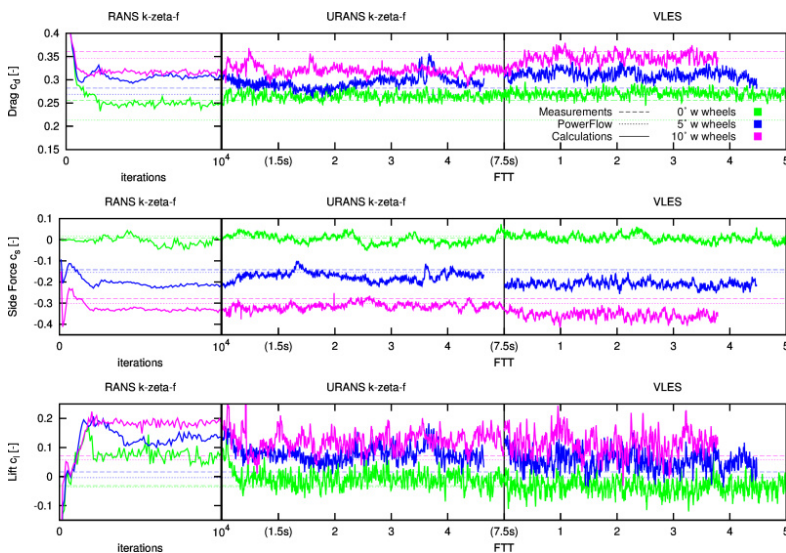 RANS k-zeta-f URANS k-zeta-f VLES
0.4
0.35
0.3
0.25
0.2
0.15
Drag c_d [-]
Measurements 0° w wheels
PowerFlow 5° w wheels
Calculations 10° w wheels
0 10^4 (1.5s) 2 3 4 (7.5s) 1 2 3 4 5
iterations FTT
RANS k-zeta-f URANS k-zeta-f VLES
0.1
0
-0.1
-0.2
-0.3
-0.4
Side Force c_s [-]
0 10^4 (1.5s) 2 3 4 (7.5s) 1 2 3 4 5
iterations FTT
RANS k-zeta-f URANS k-zeta-f VLES
0.2
0.1
0
-0.1
Lift c_l [-]
0 10^4 (1.5s) 2 3 4 (7.5s) 1 2 3 4 5
iterations FTT